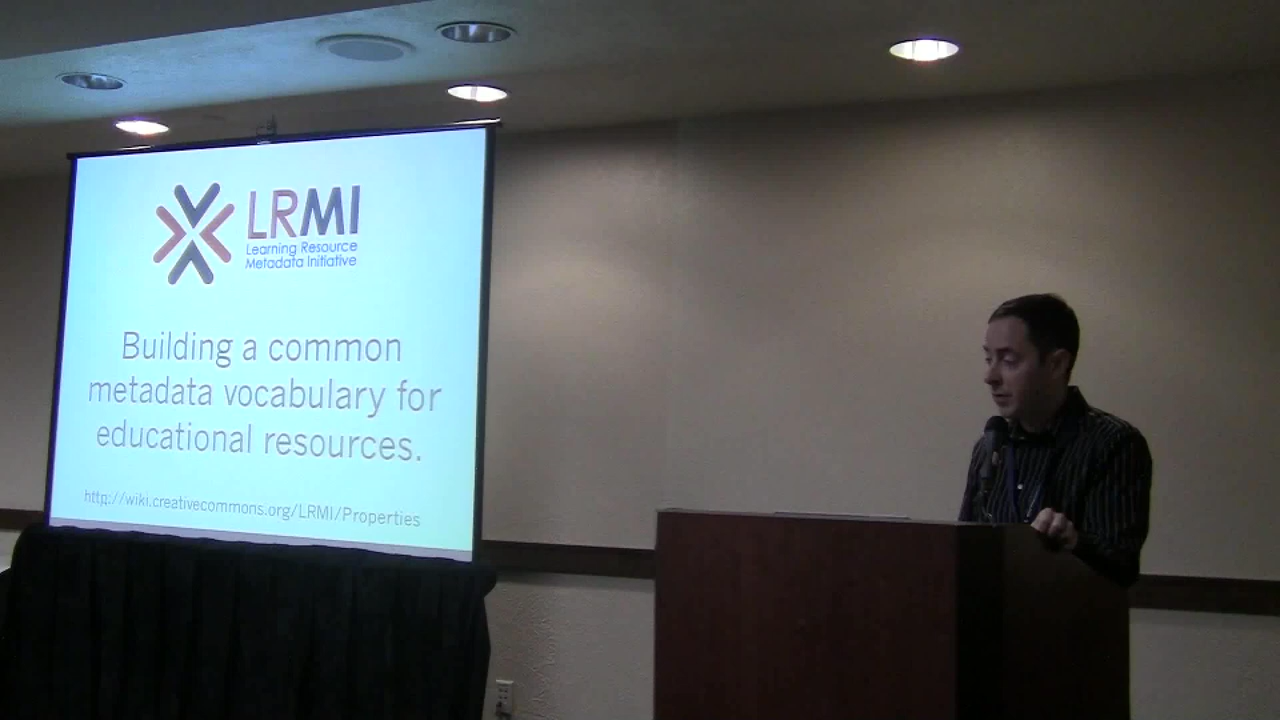 LRMI
Learning Resource
Metadata Initiative
Building a common
metadata vocabulary for
educational resources.
http://wiki.creativecommons.org/LRMI/Properties